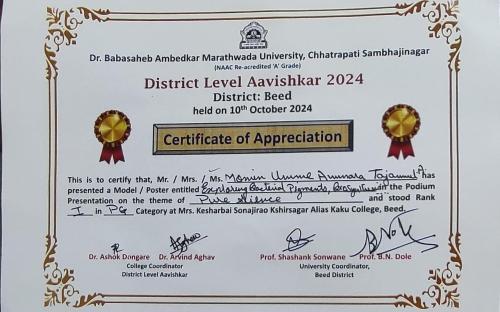 Dr. Babasaheb Ambedkar Marathwada University, Chhatrapati Sambhajinagar
(NAAC Re-acredited 'A' Grade)
District Level Aavishkar 2024
District: Beed
held on 10th October 2024
Certificate of Appreciation
This is to certify that, Mr. / Mrs. / Ms. Momin Umme Ammara Tajammul has
presented a Model / Poster entitled Exploring Bacterial Pigments, in the Podium
Presentation on the theme of Pure science and stood Rank
I in PG Category at Mrs. Kesharbai Sonajirao Kshirsagar Alias Kaku College, Beed.
Dr. Ashok Dongare Dr. Arvind Aghav Prof. Shashank Sonwane Prof. B.N. Dole
College Coordinator University Coordinator,
District Level Aavishkar Beed District